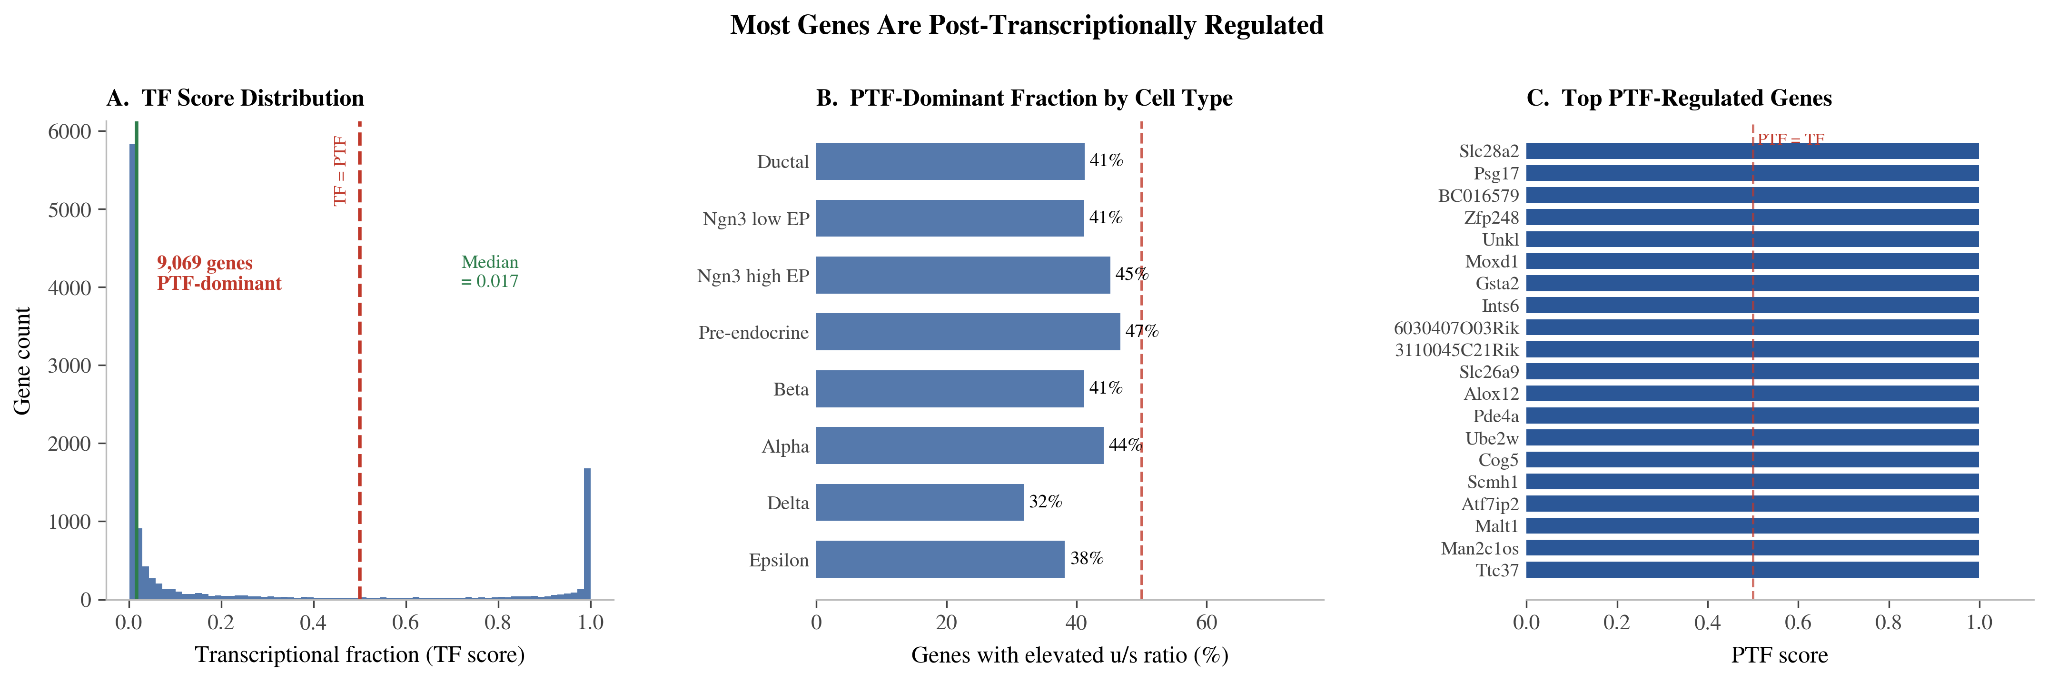 Most Genes Are Post-Transcriptionally Regulated
A. TF Score Distribution
6000
5000
4000
3000
2000
1000
0
Gene count
TF = PTF
9,069 genes
PTF-dominant
Median
= 0.017
0.0 0.2 0.4 0.6 0.8 1.0
Transcriptional fraction (TF score)
B. PTF-Dominant Fraction by Cell Type
Ductal 41%
Ngn3 low EP 41%
Ngn3 high EP 45%
Pre-endocrine 47%
Beta 41%
Alpha 44%
Delta 32%
Epsilon 38%
0 20 40 60
Genes with elevated u/s ratio (%)
C. Top PTF-Regulated Genes
PTF = TF
Slc28a2
Psg17
BC016579
Zfp248
Unkl
Moxd1
Gsta2
Ints6
6030407O03Rik
3110045C21Rik
Slc26a9
Alox12
Pde4a
Ube2w
Cog5
Scmh1
Atf7ip2
Malt1
Man2c1os
Ttc37
0.0 0.2 0.4 0.6 0.8 1.0
PTF score